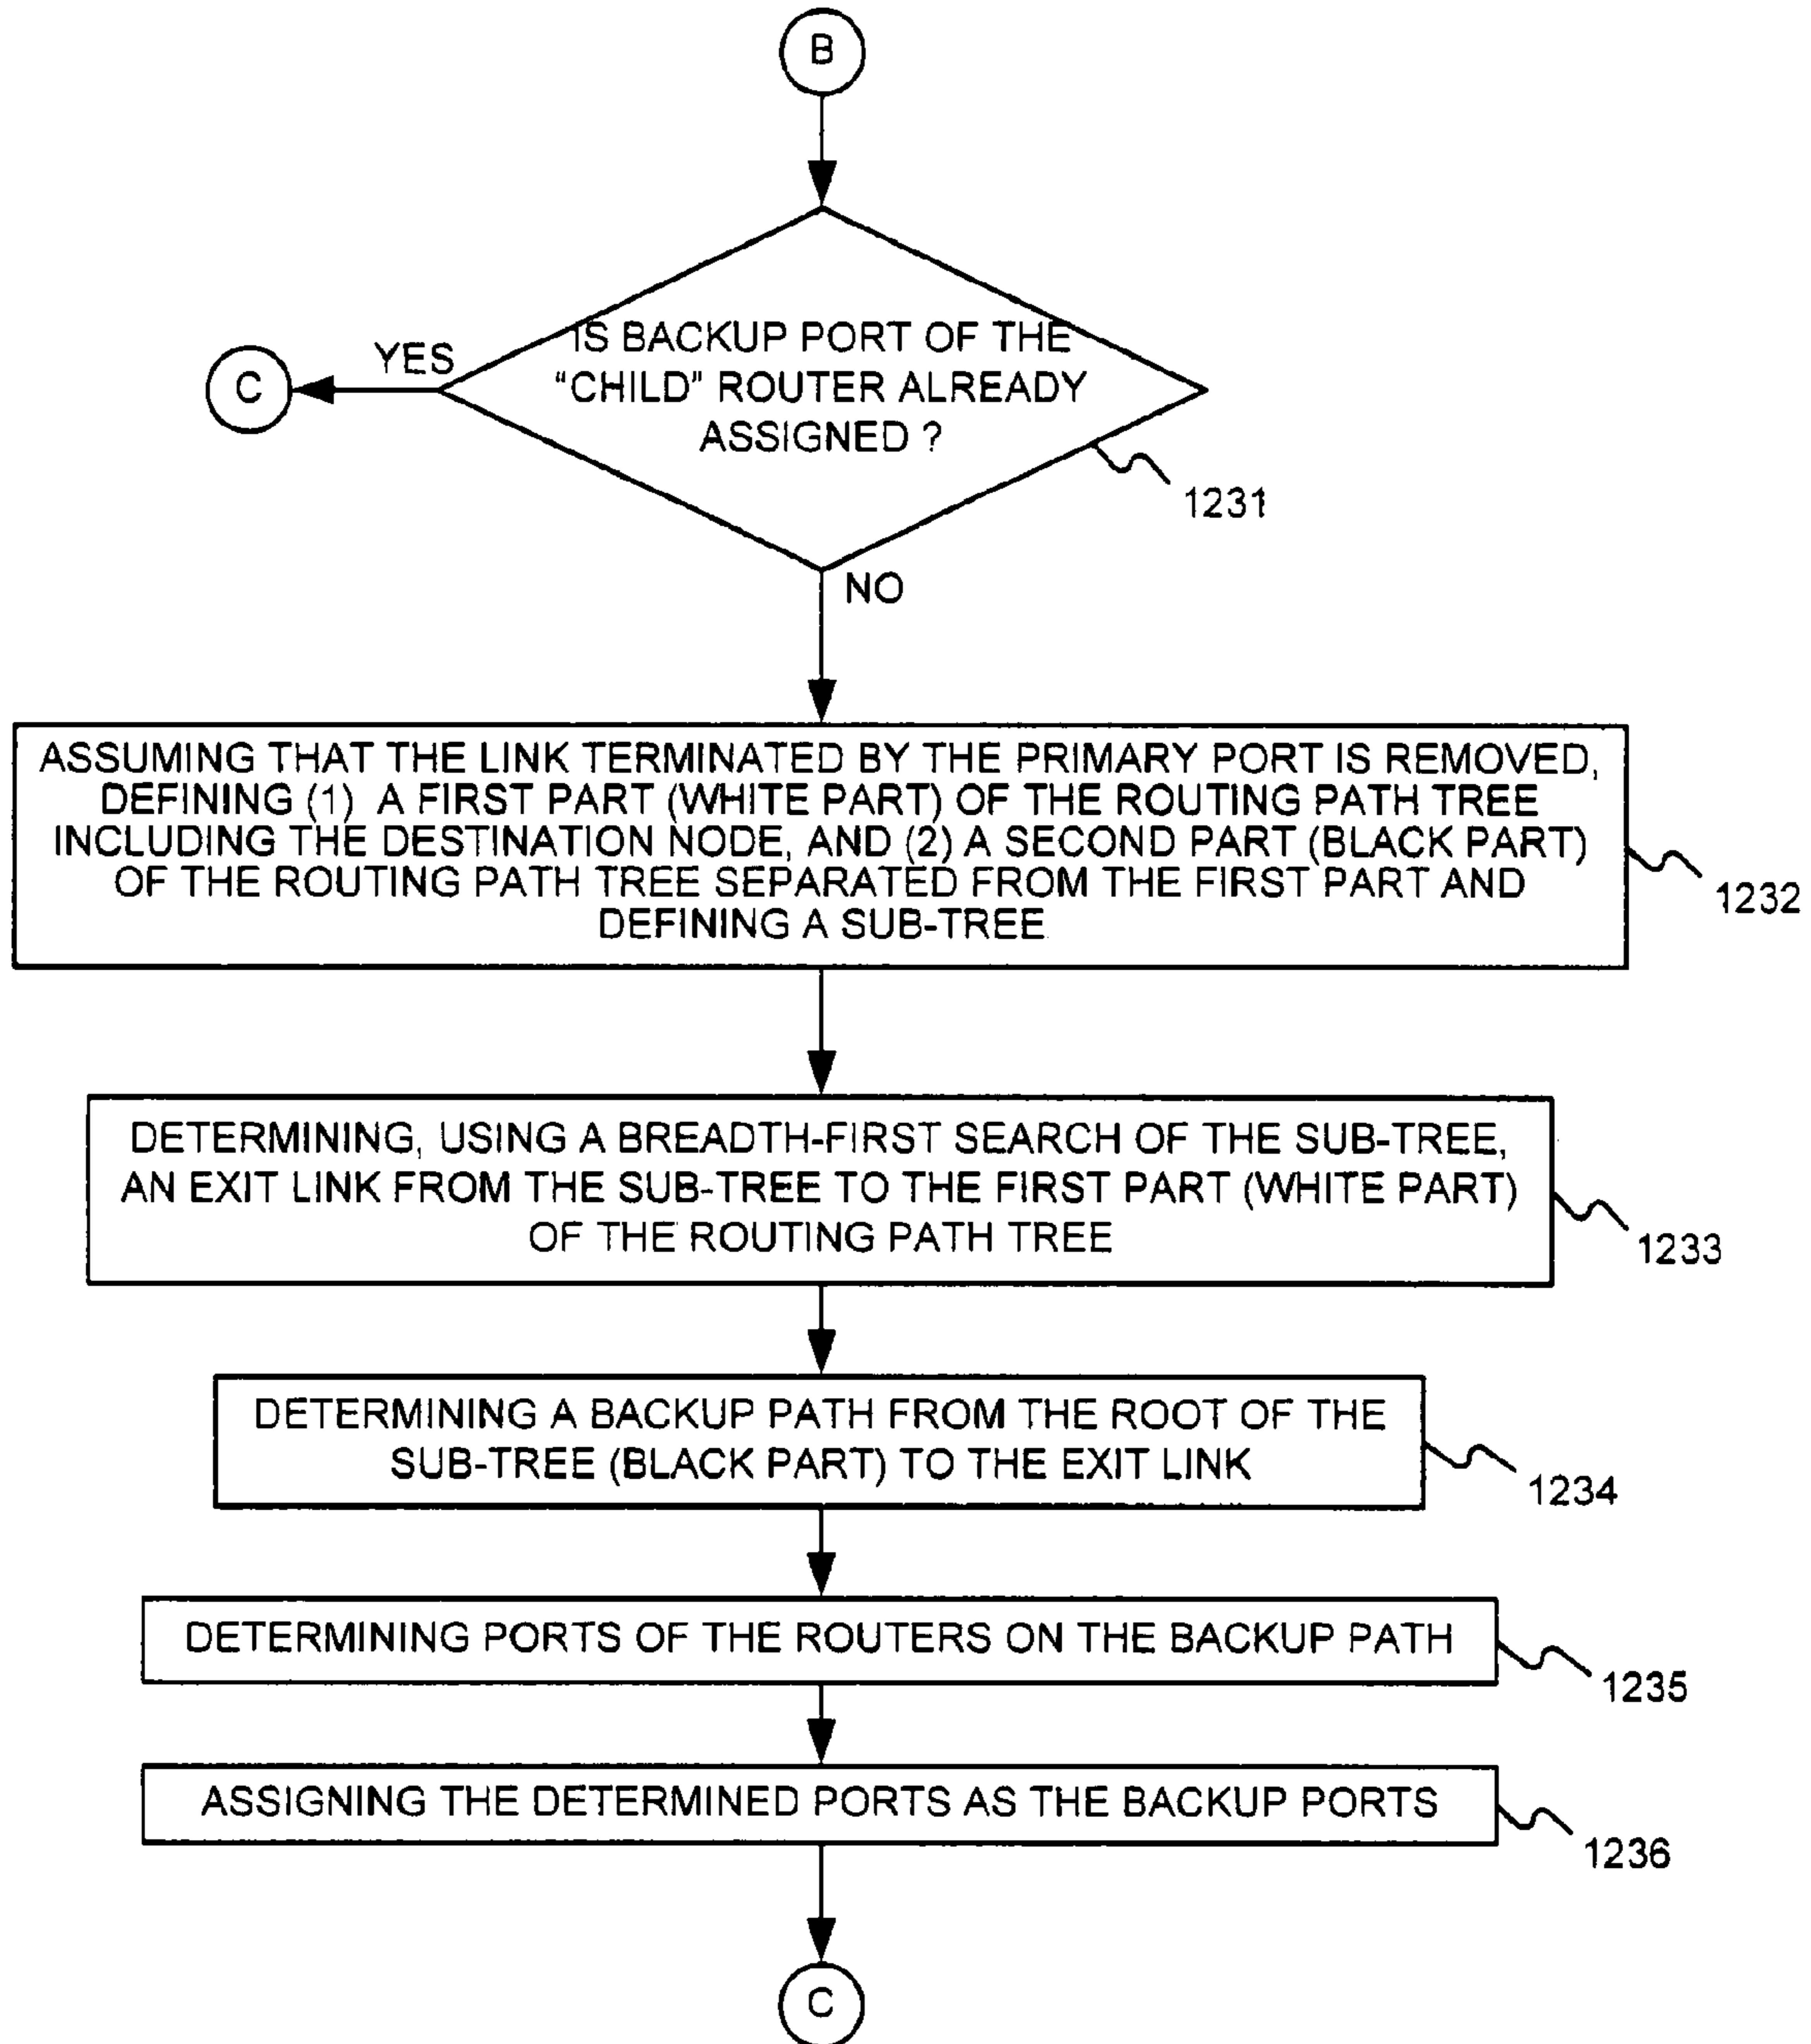 B
IS BACKUP PORT OF THE
“CHILD” ROUTER ALREADY
ASSIGNED ?
YES
C
1231
NO
ASSUMING THAT THE LINK TERMINATED BY THE PRIMARY PORT IS REMOVED,
DEFINING (1) A FIRST PART (WHITE PART) OF THE ROUTING PATH TREE
INCLUDING THE DESTINATION NODE, AND (2) A SECOND PART (BLACK PART)
OF THE ROUTING PATH TREE SEPARATED FROM THE FIRST PART AND
DEFINING A SUB-TREE
1232
DETERMINING, USING A BREADTH-FIRST SEARCH OF THE SUB-TREE,
AN EXIT LINK FROM THE SUB-TREE TO THE FIRST PART (WHITE PART)
OF THE ROUTING PATH TREE
1233
DETERMINING A BACKUP PATH FROM THE ROOT OF THE
SUB-TREE (BLACK PART) TO THE EXIT LINK
1234
DETERMINING PORTS OF THE ROUTERS ON THE BACKUP PATH
1235
ASSIGNING THE DETERMINED PORTS AS THE BACKUP PORTS
1236
C